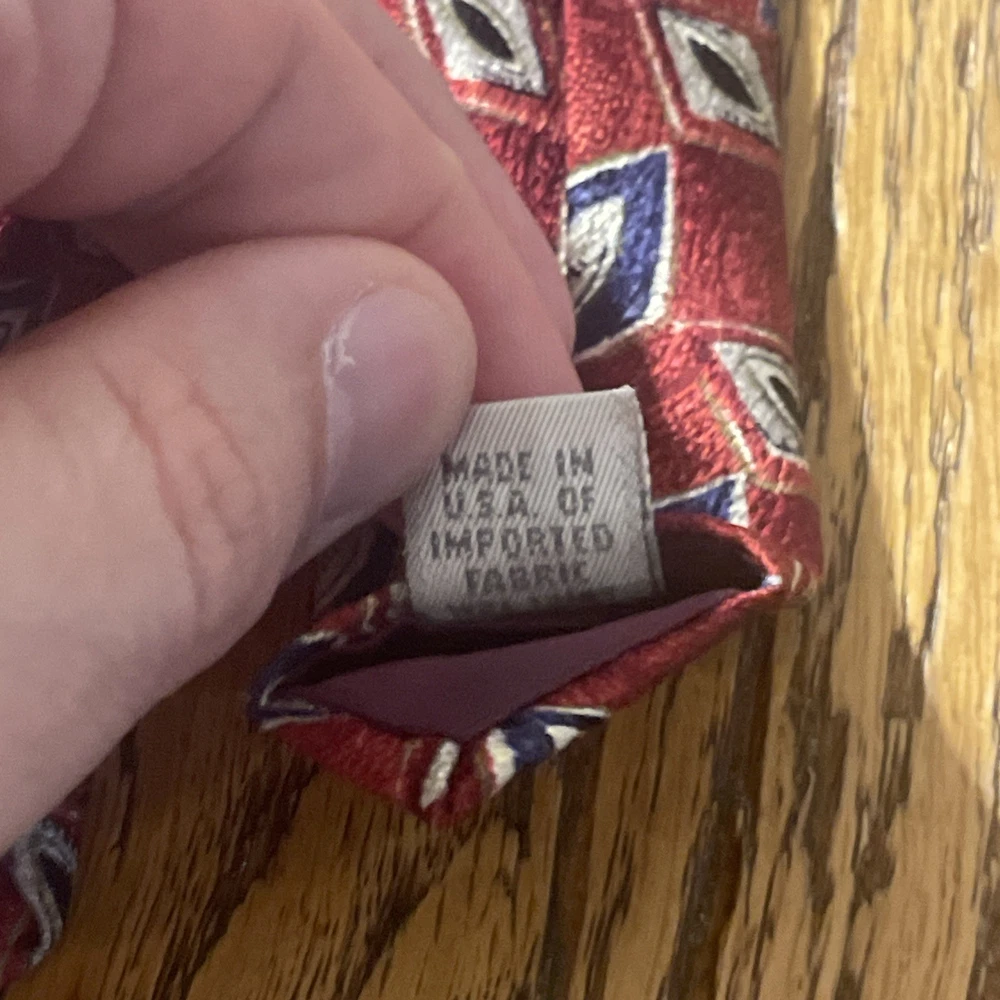 MADE IN
U.S.A. OF
IMPORTED
FABRIC